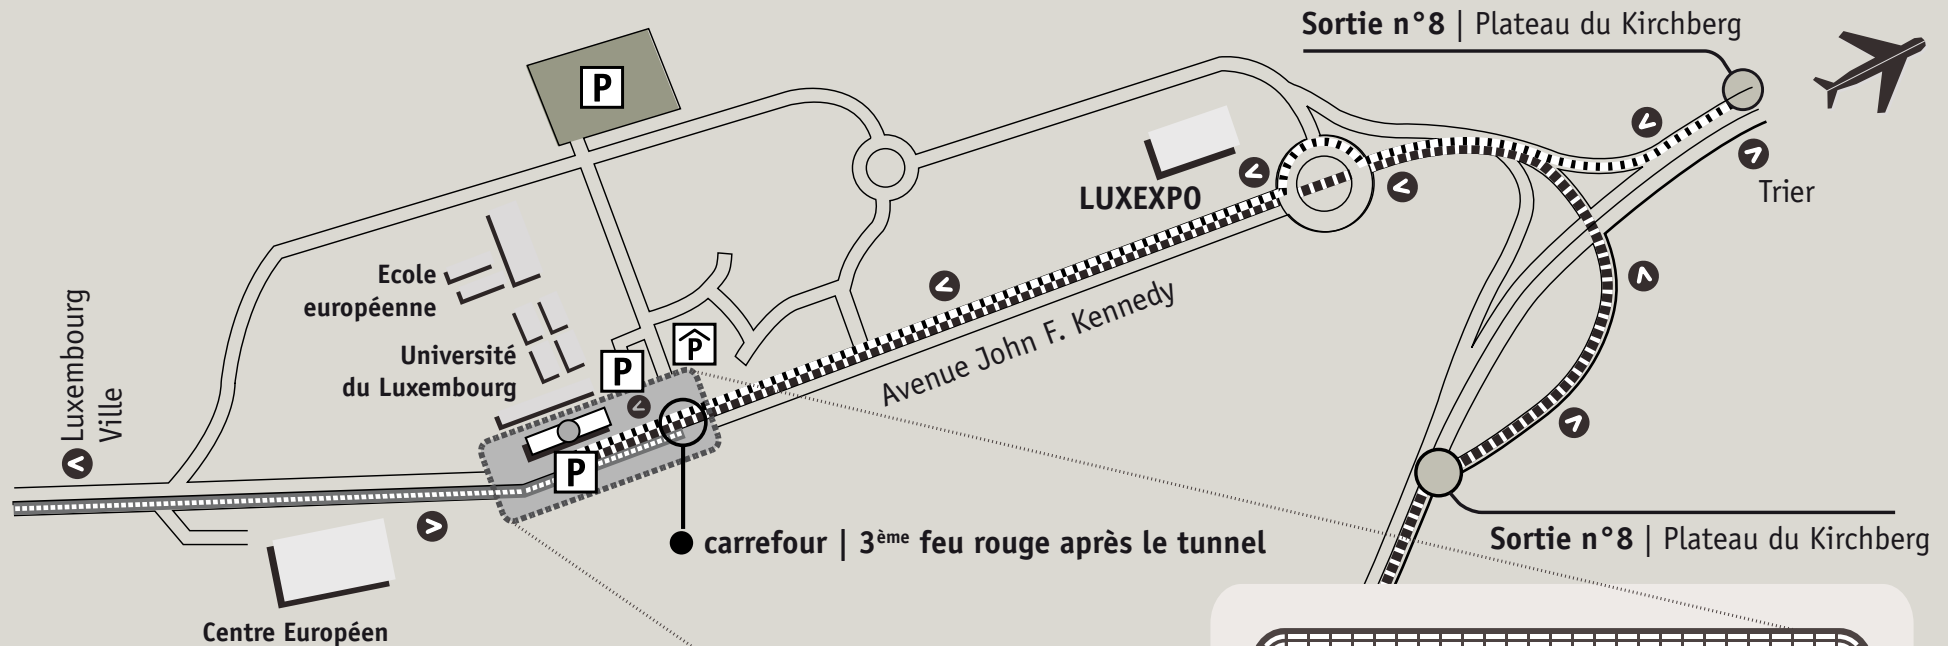 Sortie n°8 | Plateau du Kirchberg
P
LUXEXPO
Trier
Ecole
européenne
Luxembourg
Ville
Université
du Luxembourg
P
P
P
Avenue John F. Kennedy
carrefour | 3ème feu rouge après le tunnel
Sortie n°8 | Plateau du Kirchberg
Centre Européen